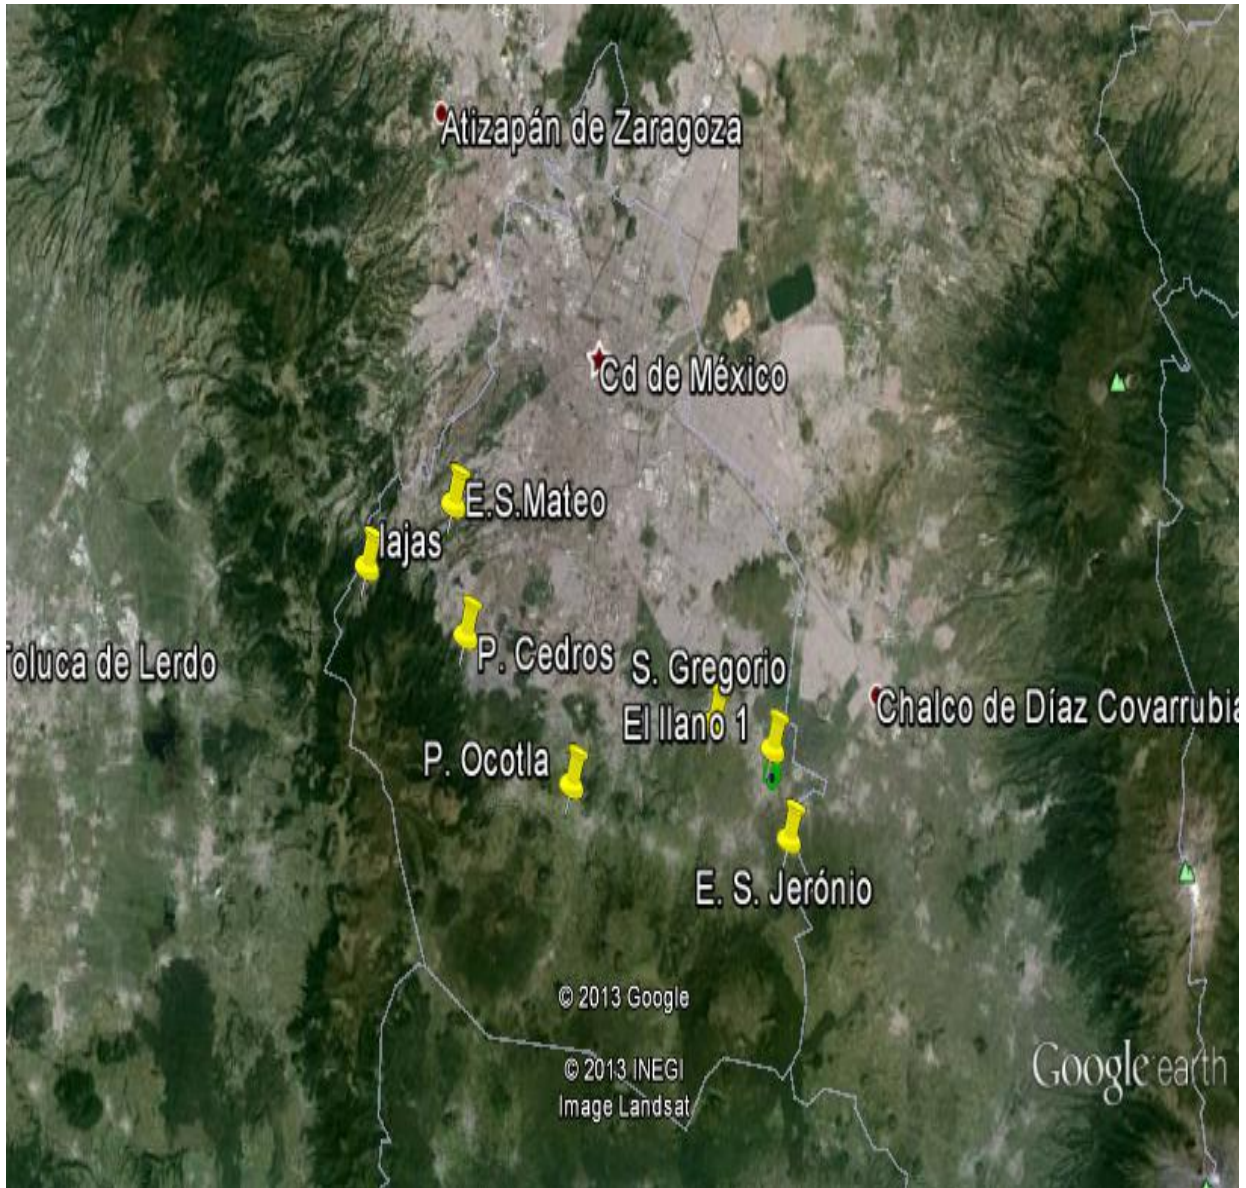 Atizapán de Zaragoza
Cd de México
E.S.Mateo
lajas
P. Cedros
S. Gregorio
Toluca de Lerdo
El llano 1
Chalco de Díaz Covarrubia
P. Ocotla
E. S. Jerónio
© 2013 Google
© 2013 INEGI
Image Landsat
Google earth